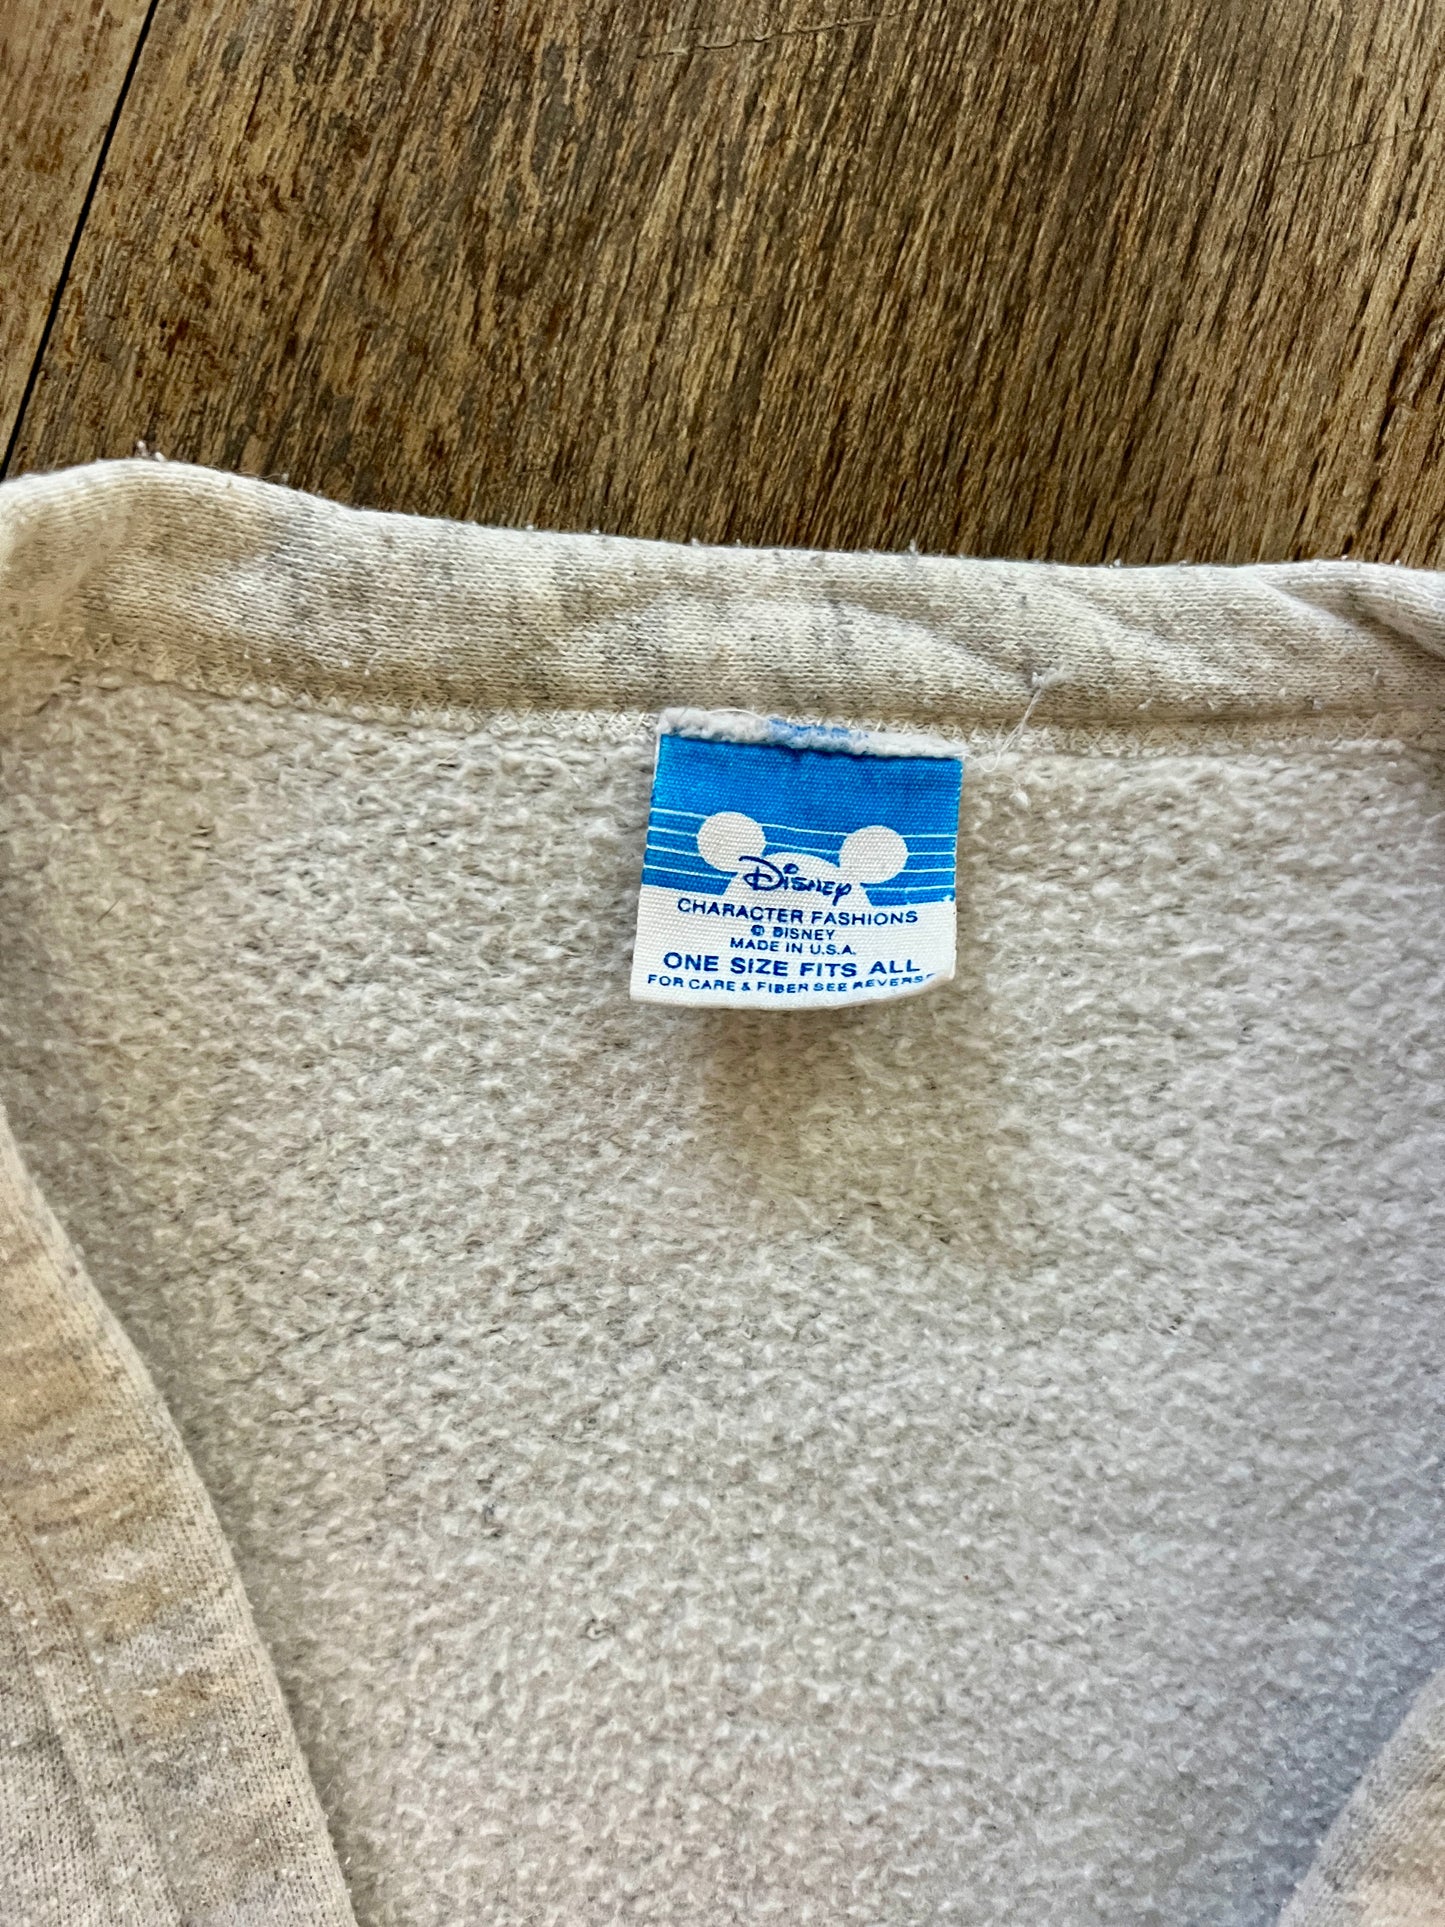 Disney
CHARACTER FASHIONS
© DISNEY
MADE IN U.S.A.
ONE SIZE FITS ALL
FOR CARE & FIBER SEE REVERSE